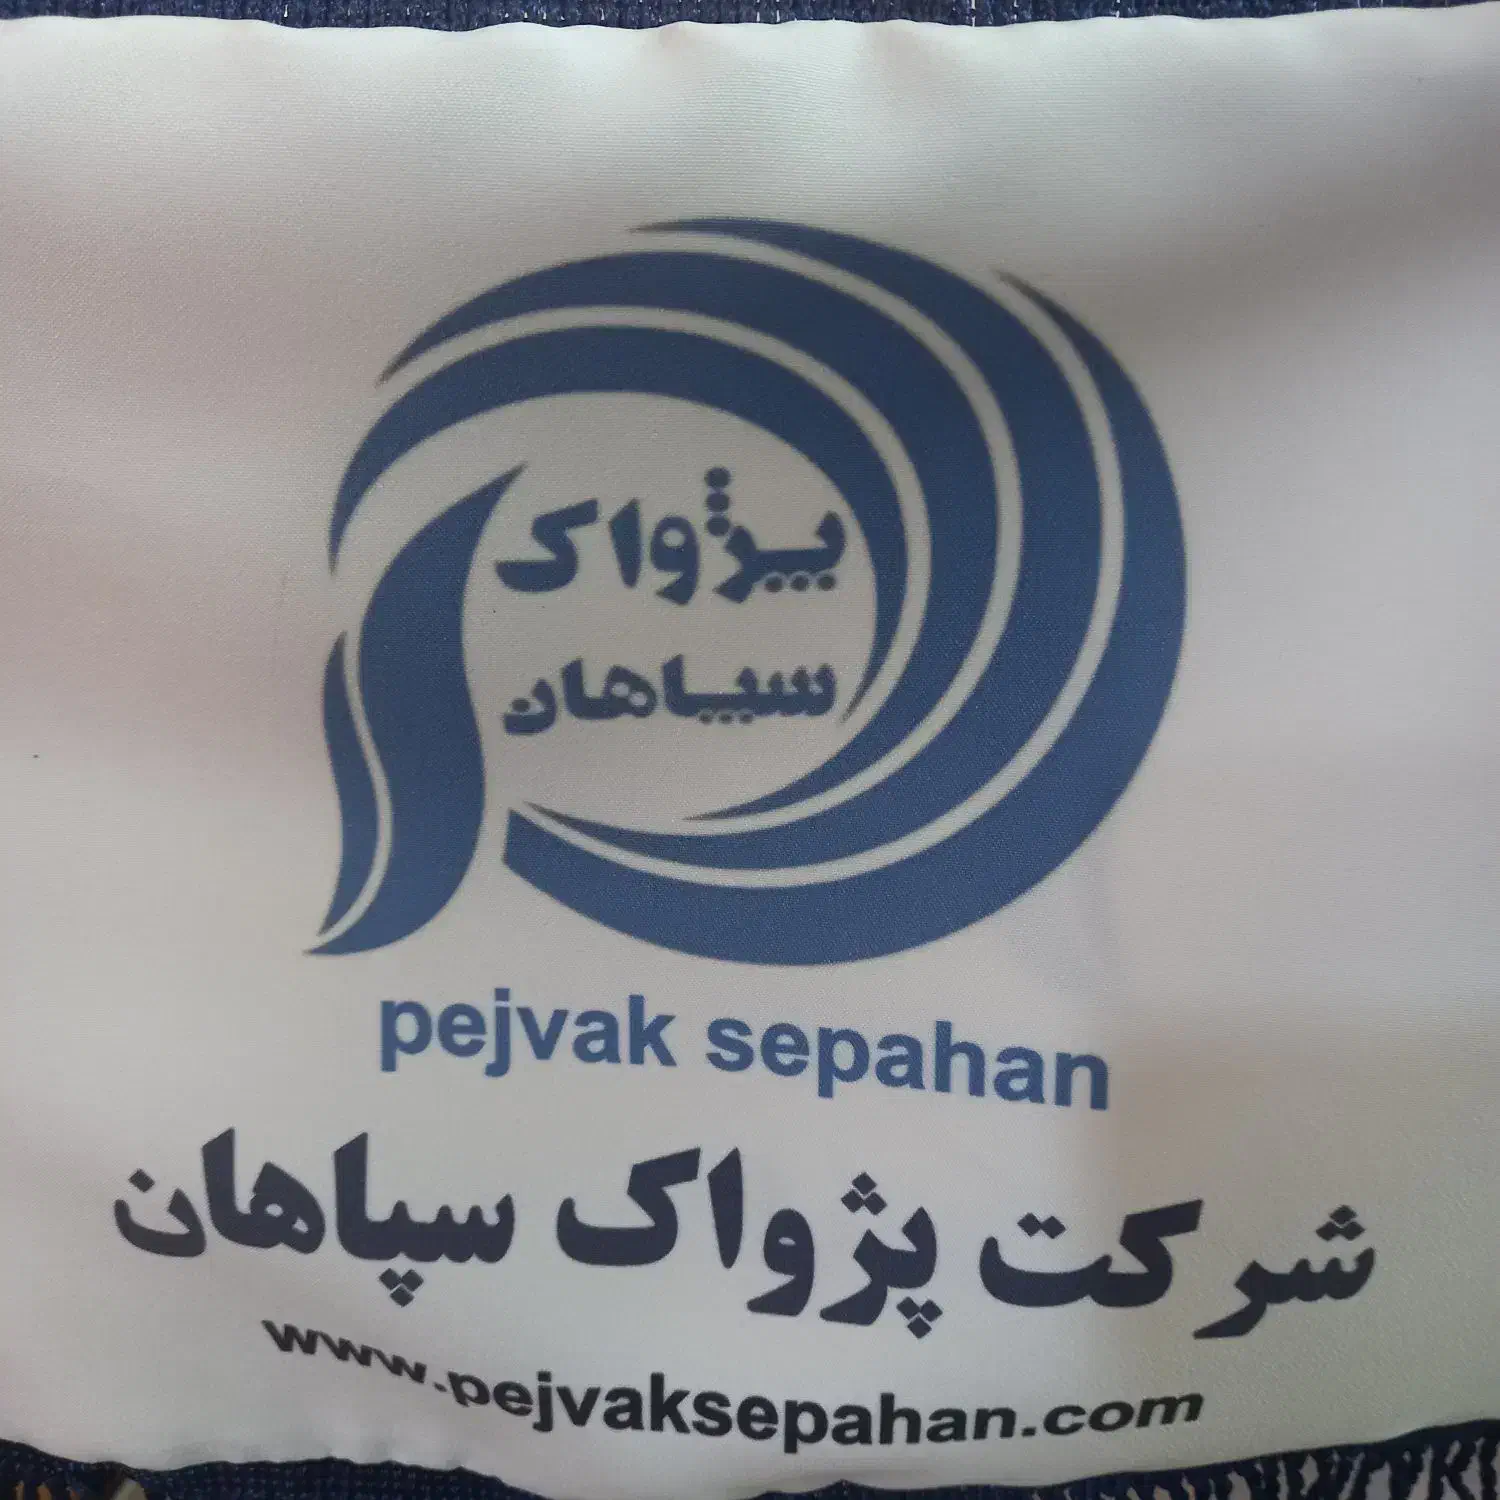 پژواک
سپاهان
pejvak sepahan
شرکت پژواک سپاهان
www.pejvaksepahan.com